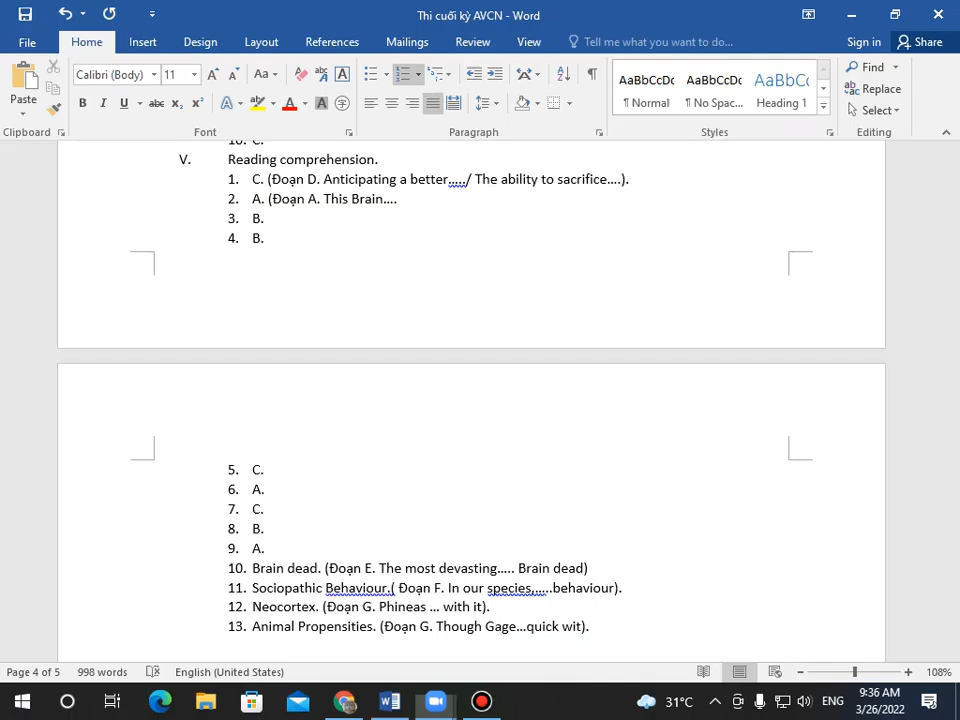 Thi cuối kỳ AVCN - Word
File Home Insert Design Layout References Mailings Review View Tell me what you want to do... Sign in Share
Paste
Calibri (Body) 11 Aa
AaBbCcDc AaBbCcDc AaBbCc
¶ Normal ¶ No Spac... Heading 1
Find
Replace
Select
Clipboard Font Paragraph Styles Editing
10. C.
V. Reading comprehension.
1. C. (Đoạn D. Anticipating a better…../ The ability to sacrifice….).
2. A. (Đoạn A. This Brain….
3. B.
4. B.
5. C.
6. A.
7. C.
8. B.
9. A.
10. Brain dead. (Đoạn E. The most devasting….. Brain dead)
11. Sociopathic Behaviour.( Đoạn F. In our species,…..behaviour).
12. Neocortex. (Đoạn G. Phineas … with it).
13. Animal Propensities. (Đoạn G. Though Gage…quick wit).
Page 4 of 5 998 words English (United States) 108%
31°C ENG 9:36 AM
3/26/2022